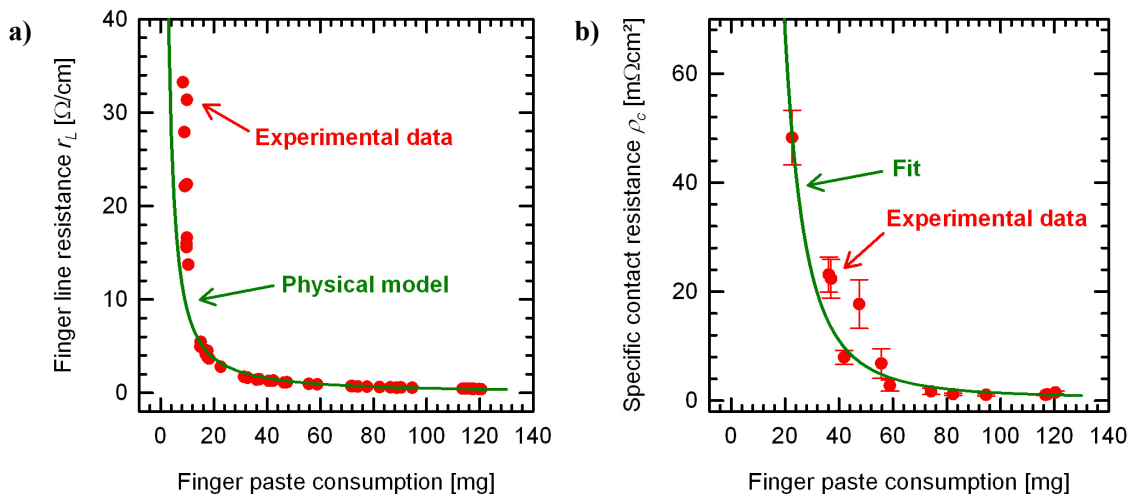 a)
Finger line resistance r_L [Ω/cm]
40
30
20
10
0
Experimental data
Physical model
0 20 40 60 80 100 120 140
Finger paste consumption [mg]
b)
Specific contact resistance ρ_c [mΩcm²]
60
40
20
0
Fit
Experimental data
0 20 40 60 80 100 120 140
Finger paste consumption [mg]